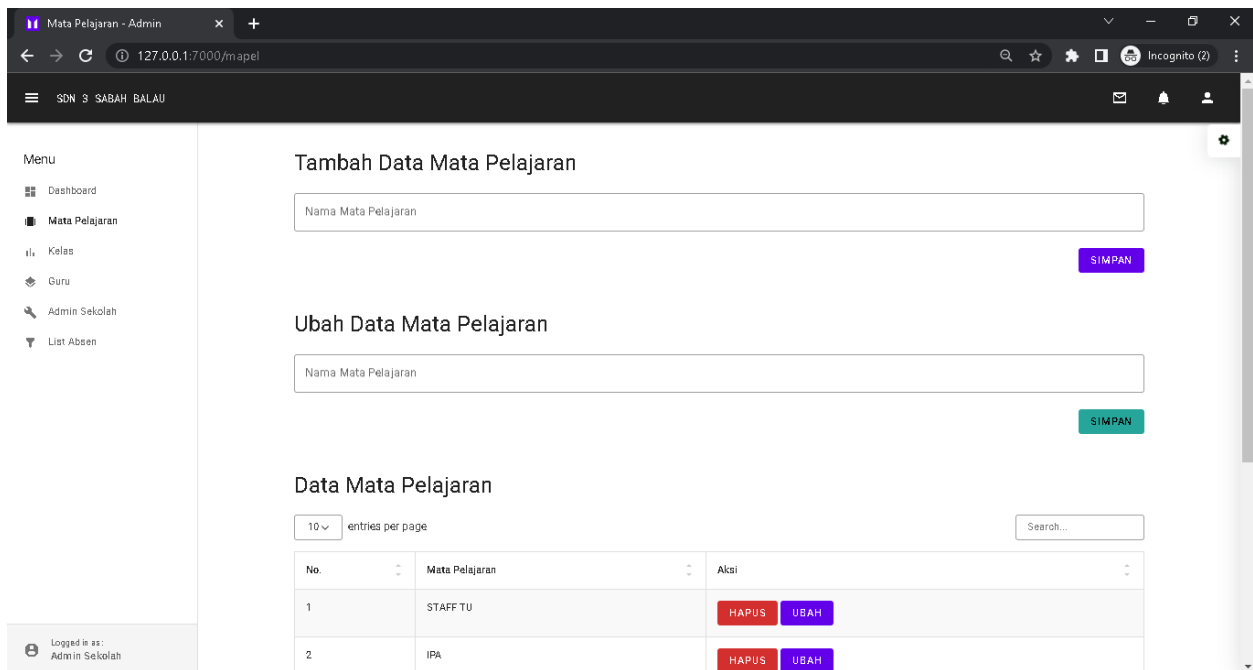 Mata Pelajaran - Admin
127.0.0.1:7000/mapel
Incognito (2)
SDN 3 SABAH BALAU
Menu
Dashboard
Mata Pelajaran
Kelas
Guru
Admin Sekolah
List Absen
Logged in as:
Admin Sekolah
Tambah Data Mata Pelajaran
Nama Mata Pelajaran
SIMPAN
Ubah Data Mata Pelajaran
Nama Mata Pelajaran
SIMPAN
Data Mata Pelajaran
10 entries per page
Search...
No. Mata Pelajaran Aksi
1 STAFF TU HAPUS UBAH
2 IPA HAPUS UBAH